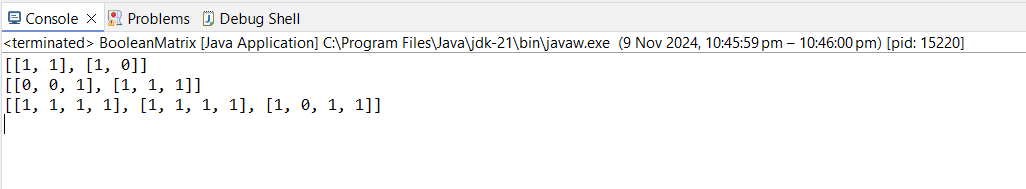 Console Problems Debug Shell
<terminated> BooleanMatrix [Java Application] C:\Program Files\Java\jdk-21\bin\javaw.exe (9 Nov 2024, 10:45:59 pm – 10:46:00 pm) [pid: 15220]
[[1, 1], [1, 0]]
[[0, 0, 1], [1, 1, 1]]
[[1, 1, 1, 1], [1, 1, 1, 1], [1, 0, 1, 1]]